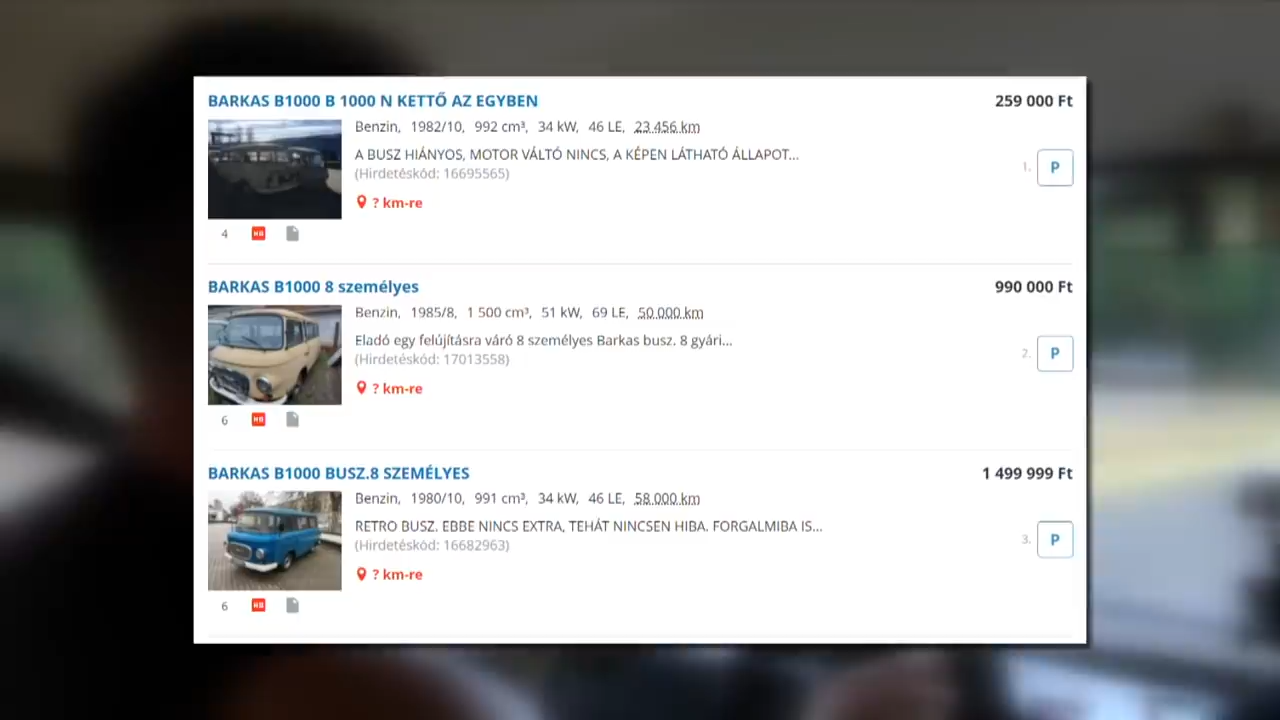 BARKAS B1000 B 1000 N KETTŐ AZ EGYBEN
259 000 Ft
Benzin, 1982/10, 992 cm³, 34 kW, 46 LE, 23 456 km
A BUSZ HIÁNYOS, MOTOR VÁLTÓ NINCS, A KÉPEN LÁTHATÓ ÁLLAPOT...
(Hirdetéskód: 16695565)
1. P
? km-re
4
BARKAS B1000 8 személyes
990 000 Ft
Benzin, 1985/8, 1 500 cm³, 51 kW, 69 LE, 50 000 km
Eladó egy felújításra váró 8 személyes Barkas busz. 8 gyári...
(Hirdetéskód: 17013558)
2. P
? km-re
6
BARKAS B1000 BUSZ.8 SZEMÉLYES
1 499 999 Ft
Benzin, 1980/10, 991 cm³, 34 kW, 46 LE, 58 000 km
RETRO BUSZ. EBBE NINCS EXTRA, TEHÁT NINCSEN HIBA. FORGALMIBA IS...
(Hirdetéskód: 16682963)
3. P
? km-re
6